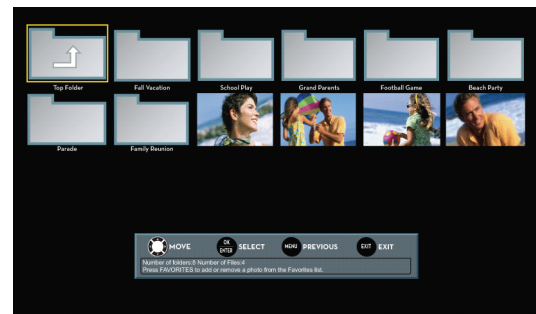 Top Folder Fall Vacation School Play Grand Parents Football Game Beach Party
Parade Family Reunion
MOVE OK ENTER SELECT MENU PREVIOUS EXIT EXIT
Number of folders:8 Number of Files:4
Press FAVORITES to add or remove a photo from the Favorites list.